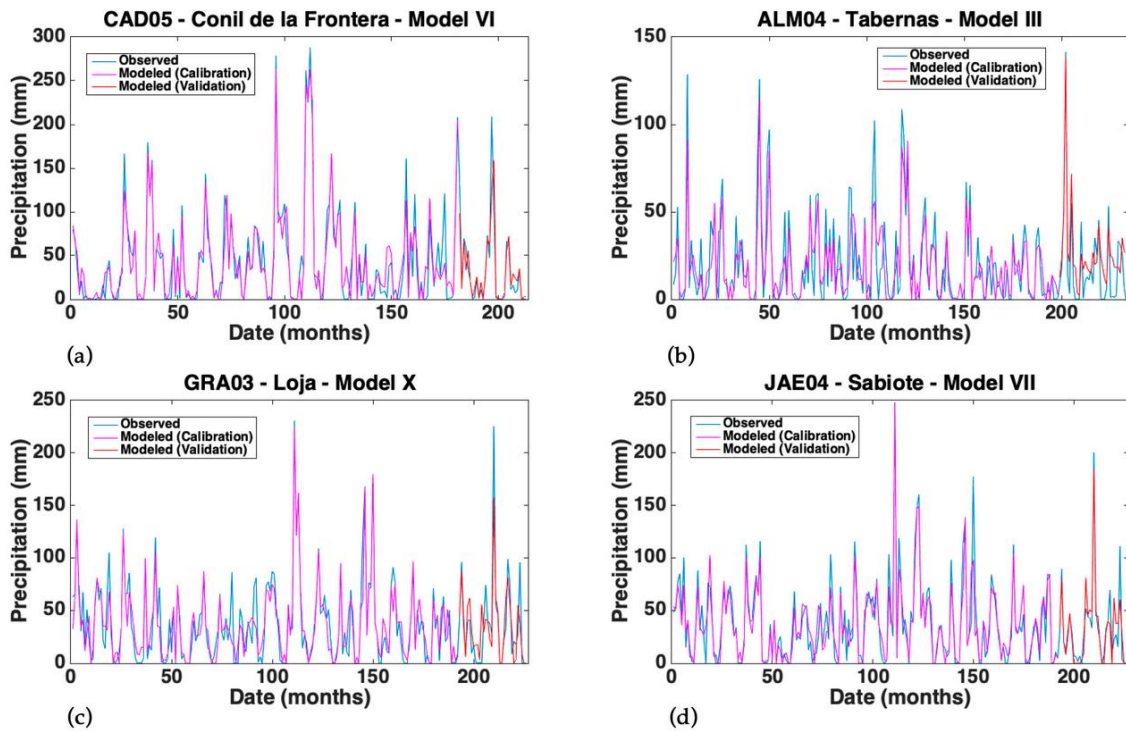 CAD05 - Conil de la Frontera - Model VI
300
250
200
150
100
50
0
Precipitation (mm)
Observed
Modeled (Calibration)
Modeled (Validation)
0 50 100 150 200
Date (months)
(a)
ALM04 - Tabernas - Model III
150
100
50
0
Precipitation (mm)
Observed
Modeled (Calibration)
Modeled (Validation)
0 50 100 150 200
Date (months)
(b)
GRA03 - Loja - Model X
250
200
150
100
50
0
Precipitation (mm)
Observed
Modeled (Calibration)
Modeled (Validation)
0 50 100 150 200
Date (months)
(c)
JAE04 - Sabiote - Model VII
250
200
150
100
50
0
Precipitation (mm)
Observed
Modeled (Calibration)
Modeled (Validation)
0 50 100 150 200
Date (months)
(d)